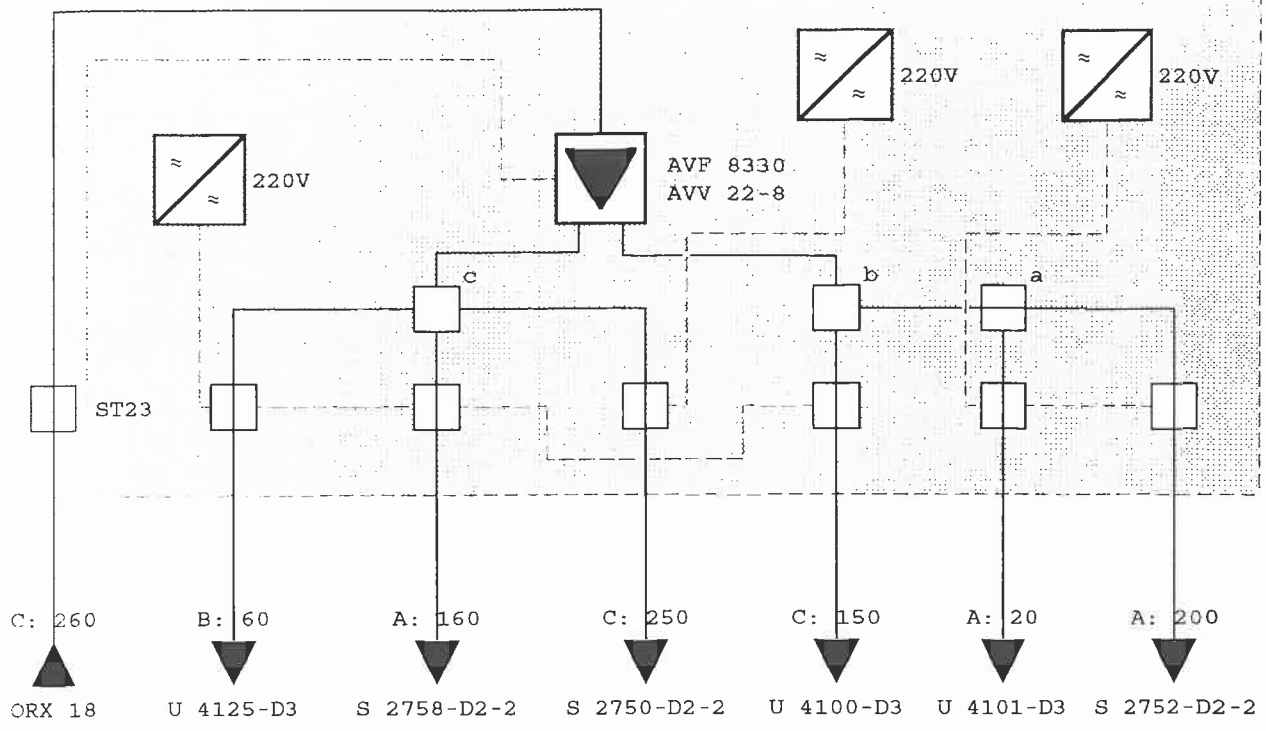 220V
220V
220V
AVF 8330
AVV 22-8
c
b
a
ST23
C: 260
B: 60
A: 160
C: 250
C: 150
A: 20
A: 200
ORX 18
U 4125-D3
S 2758-D2-2
S 2750-D2-2
U 4100-D3
U 4101-D3
S 2752-D2-2